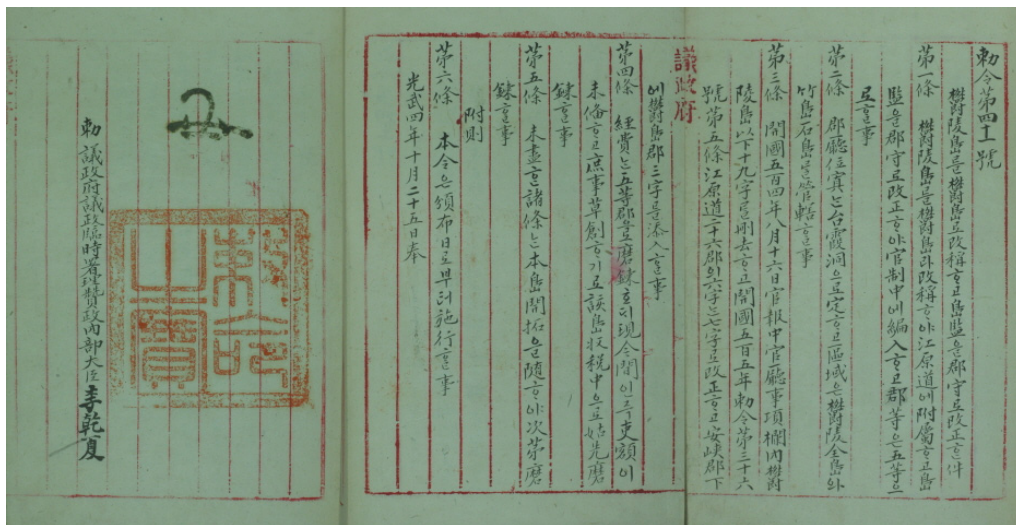 勅令第四十一號
欝陵島를欝島로改稱하고島監을郡守로改正한件
第一條 欝陵島를欝島라改稱하야江原道에附屬하고島
監을郡守로改正하야官制中에編入하고郡等은五等으
로할事
第二條 郡廳位寘는台霞洞으로定하고區域은欝陵全島와
竹島石島를管轄할事
第三條 開國五百四年八月十六日官報中官廳事項欄內欝
陵島以下十九字를刪去하고開國五百五年勅令第三十六
號第五條江原道二十六郡의六字는七字로改正하고安峽郡下
議政府
에欝島郡三字를添入할事
第四條 經費는五等郡으로磨鍊호되現今間인즉吏額이
未備하고庶事草創하기로該島收稅中으로姑先磨
鍊할事
第五條 未盡한諸條는本島開拓을隨하야次第磨
鍊할事
附則
第六條 本令은頒布日로부터施行할事
光武四年十月二十五日奉
勅 議政府議政臨時署理贊政內部大臣李乾夏
勅命之寶